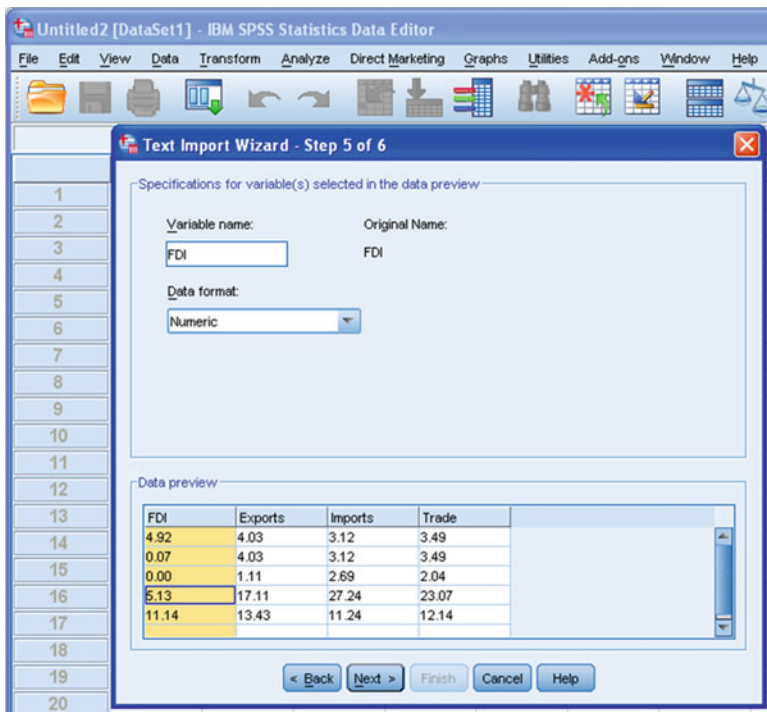 Untitled2 [DataSet1] - IBM SPSS Statistics Data Editor
File Edit View Data Transform Analyze Direct Marketing Graphs Utilities Add-ons Window Help
Text Import Wizard - Step 5 of 6
Specifications for variable(s) selected in the data preview
Variable name: Original Name:
FDI FDI
Data format:
Numeric
Data preview
FDI Exports Imports Trade
4.92 4.03 3.12 3.49
0.07 4.03 3.12 3.49
0.00 1.11 2.69 2.04
5.13 17.11 27.24 23.07
11.14 13.43 11.24 12.14
< Back Next > Finish Cancel Help
1
2
3
4
5
6
7
8
9
10
11
12
13
14
15
16
17
18
19
20